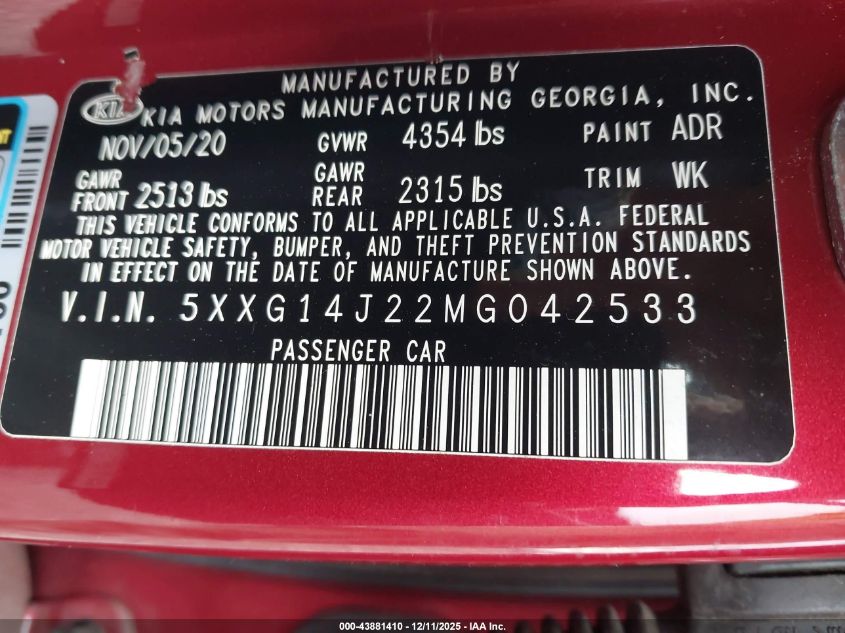 MANUFACTURED BY
KIA KIA MOTORS MANUFACTURING GEORGIA, INC.
NOV/05/20 GVWR 4354 lbs PAINT ADR
GAWR FRONT 2513 lbs GAWR REAR 2315 lbs TRIM WK
THIS VEHICLE CONFORMS TO ALL APPLICABLE U.S.A. FEDERAL
MOTOR VEHICLE SAFETY, BUMPER, AND THEFT PREVENTION STANDARDS
IN EFFECT ON THE DATE OF MANUFACTURE SHOWN ABOVE.
V.I.N. 5XXG14J22MG042533
PASSENGER CAR
000-43881410 - 12/11/2025 - IAA Inc.